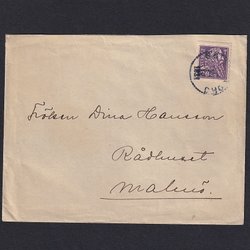 Fröken Dina Hansson
Rådhuset
Malmö.